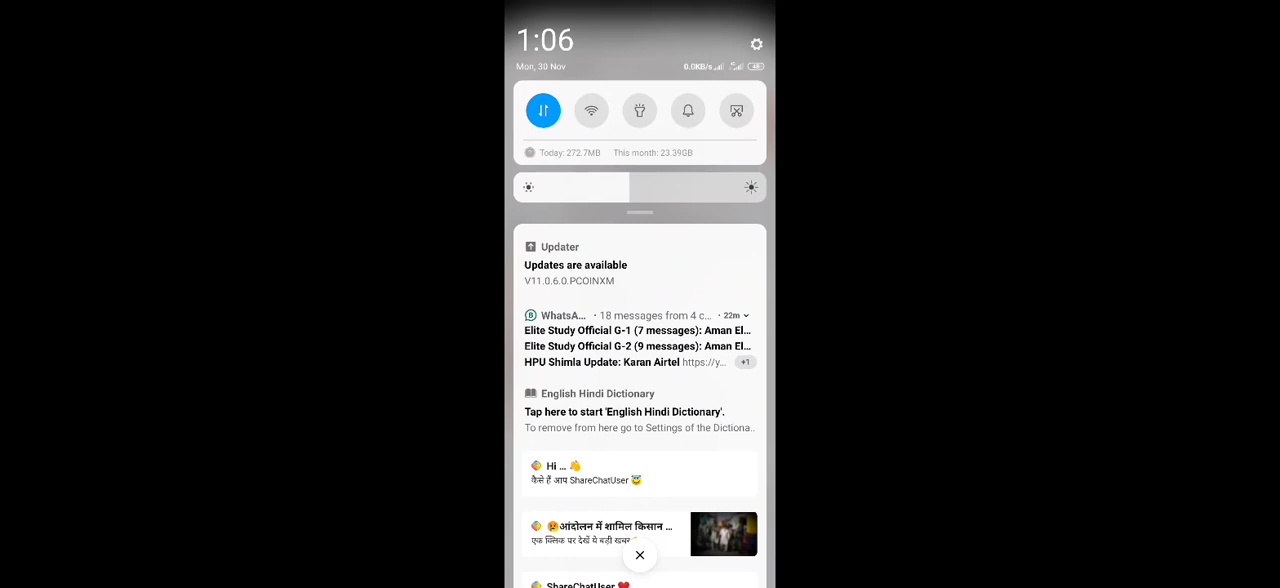 1:06
Mon, 30 Nov 0.0KB/s 4G 48
Today: 272.7MB This month: 23.39GB
Updater
Updates are available
V11.0.6.0.PCOINXM
WhatsA... · 18 messages from 4 c... · 22m
Elite Study Official G-1 (7 messages): Aman El...
Elite Study Official G-2 (9 messages): Aman El...
HPU Shimla Update: Karan Airtel https://y... +1
English Hindi Dictionary
Tap here to start 'English Hindi Dictionary'.
To remove from here go to Settings of the Dictiona..
Hi ... 👋
कैसे हैं आप ShareChatUser 😇
😢आंदोलन में शामिल किसान ...
एक क्लिक पर देखें ये बड़ी खबर
ShareChatUser ❤️